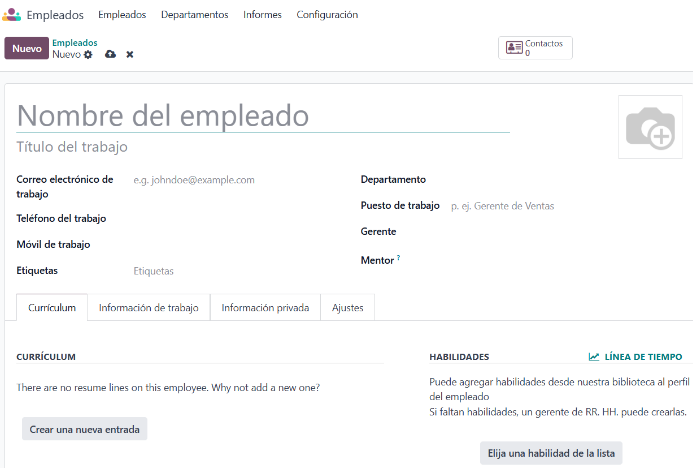 Empleados Empleados Departamentos Informes Configuración
Nuevo Empleados
Nuevo
Contactos
0
Nombre del empleado
Título del trabajo
Correo electrónico de trabajo e.g. johndoe@example.com
Teléfono del trabajo
Móvil de trabajo
Etiquetas Etiquetas
Departamento
Puesto de trabajo p. ej. Gerente de Ventas
Gerente
Mentor ?
Currículum Información de trabajo Información privada Ajustes
CURRÍCULUM
There are no resume lines on this employee. Why not add a new one?
Crear una nueva entrada
HABILIDADES LÍNEA DE TIEMPO
Puede agregar habilidades desde nuestra biblioteca al perfil
del empleado
Si faltan habilidades, un gerente de RR. HH. puede crearlas.
Elija una habilidad de la lista